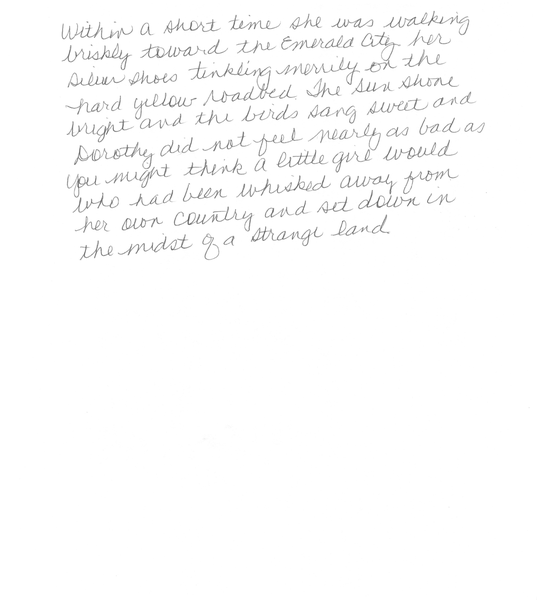 Within a short time she was walking
briskly toward the Emerald City, her
Silver Shoes tinkling merrily on the
hard yellow roadbed. The sun shone
bright and the birds sang sweet and
Dorothy did not feel nearly as bad as
you might think a little girl would
who had been whisked away from
her own country and set down in
the midst of a strange land.